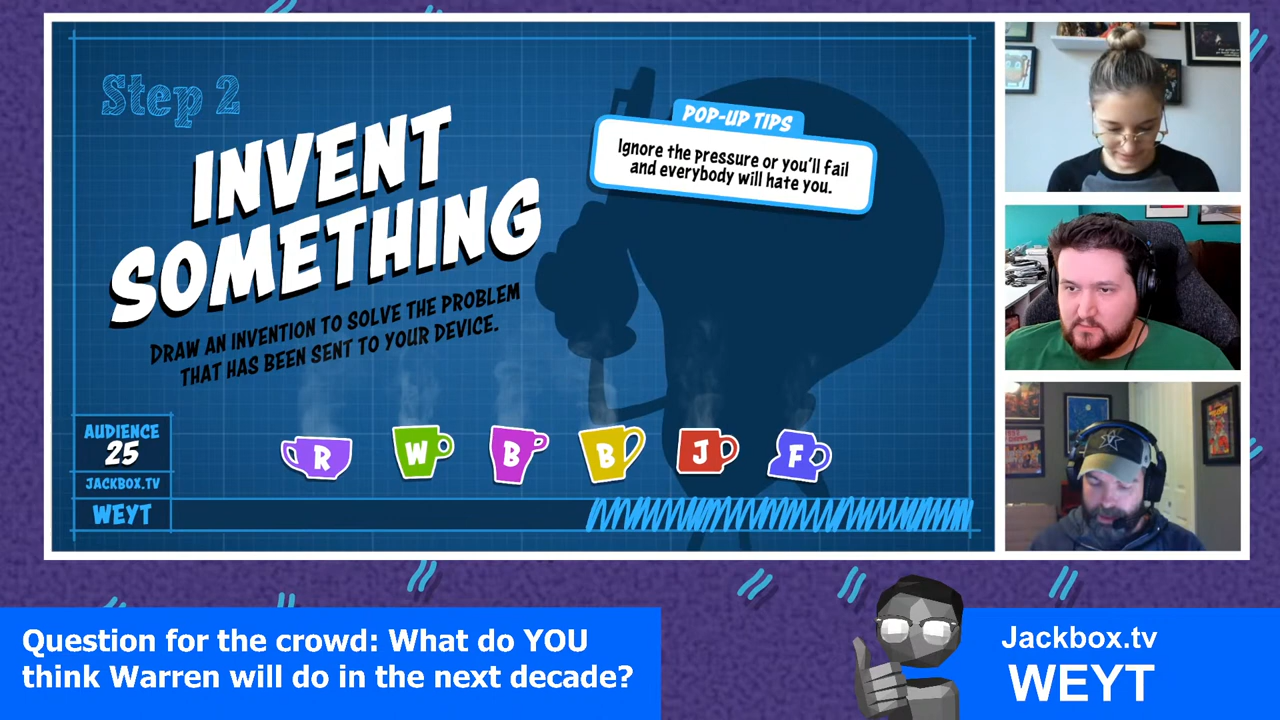 Step 2
INVENT
SOMETHING
DRAW AN INVENTION TO SOLVE THE PROBLEM
THAT HAS BEEN SENT TO YOUR DEVICE.
POP-UP TIPS
Ignore the pressure or you'll fail
and everybody will hate you.
AUDIENCE
25
JACKBOX.TV
WEYT
R W B B J F
Question for the crowd: What do YOU
think Warren will do in the next decade?
Jackbox.tv
WEYT